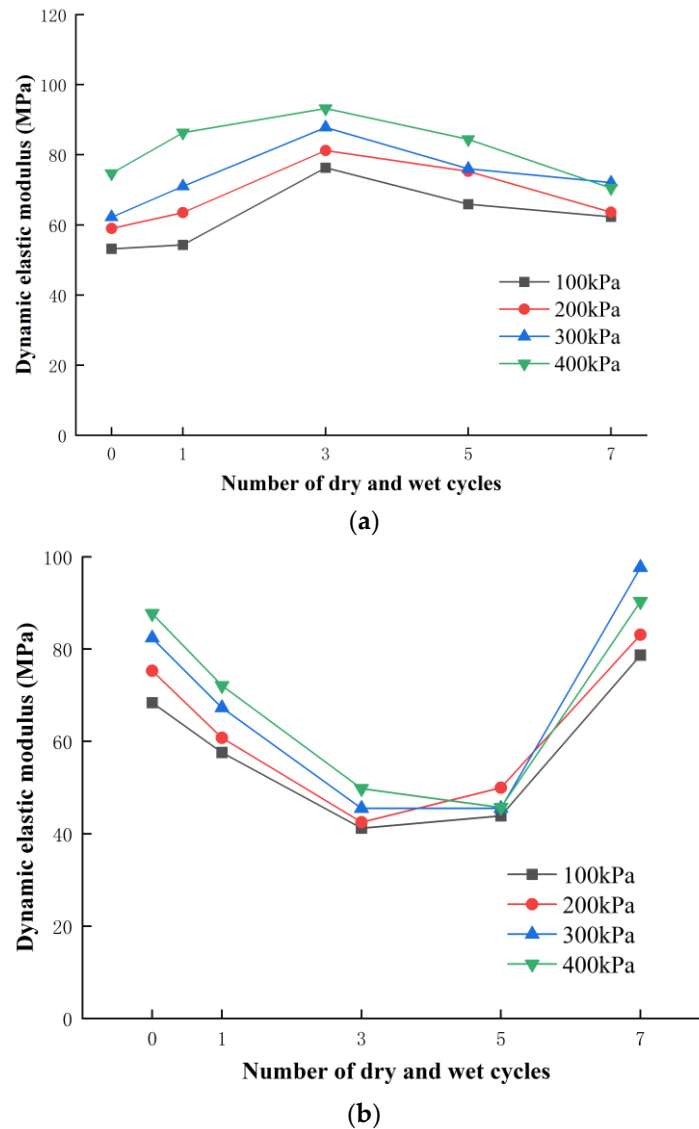 120
100
80
60
40
20
0
Dynamic elastic modulus (MPa)
100kPa
200kPa
300kPa
400kPa
0 1 3 5 7
Number of dry and wet cycles
(a)
100
80
60
40
20
0
Dynamic elastic modulus (MPa)
100kPa
200kPa
300kPa
400kPa
0 1 3 5 7
Number of dry and wet cycles
(b)